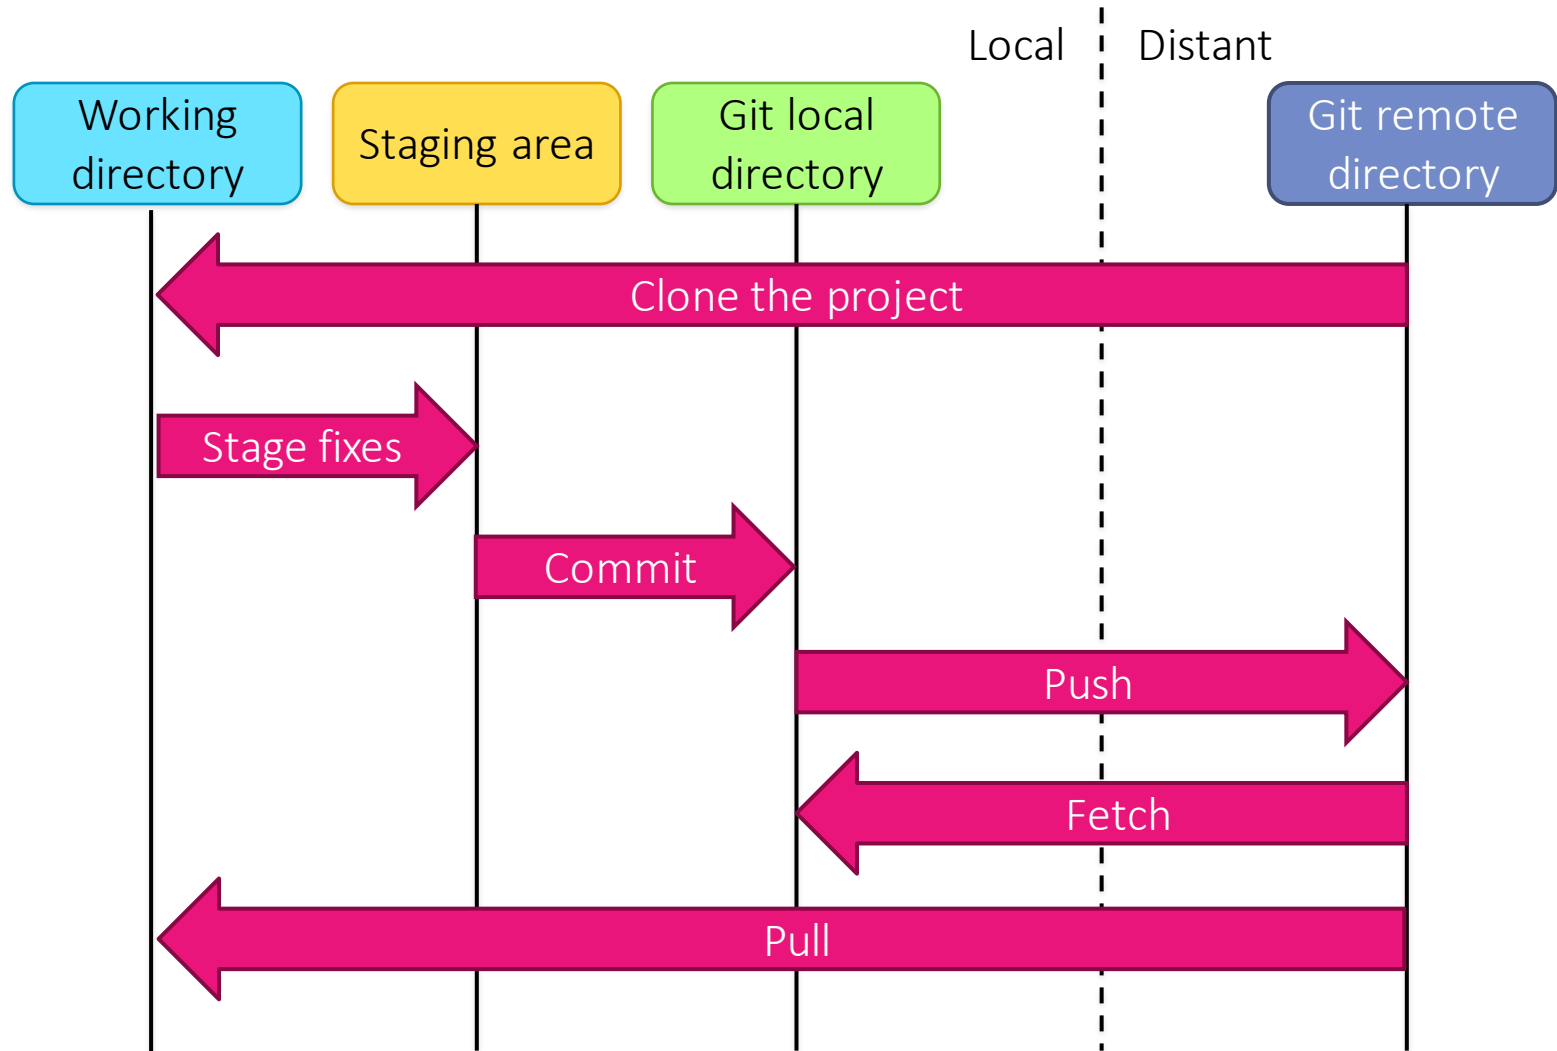 Local
Distant
Working
directory
Staging area
Git local
directory
Git remote
directory
Clone the project
Stage fixes
Commit
Push
Fetch
Pull